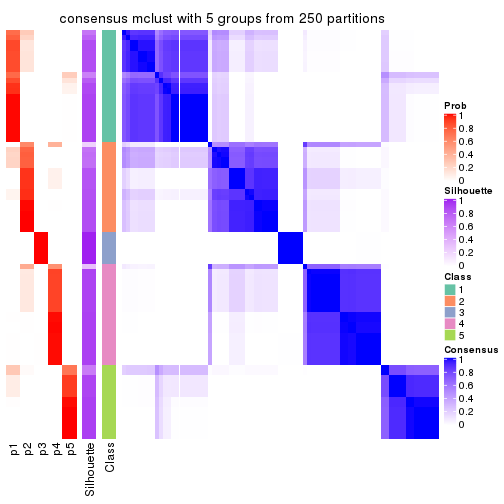 consensus mclust with 5 groups from 250 partitions
Prob
1
0.8
0.6
0.4
0.2
0
Silhouette
1
0.8
0.6
0.4
0.2
0
Class
1
2
3
4
5
Consensus
1
0.8
0.6
0.4
0.2
0
p1
p2
p3
p4
p5
Silhouette
Class